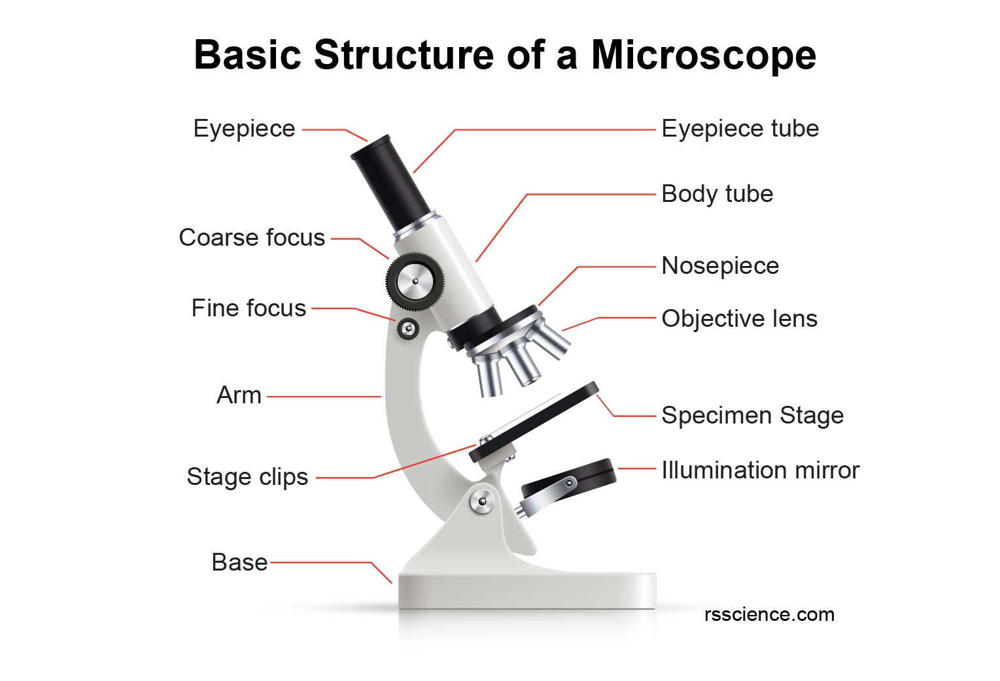 Basic Structure of a Microscope
Eyepiece
Eyepiece tube
Body tube
Coarse focus
Nosepiece
Fine focus
Objective lens
Arm
Specimen Stage
Stage clips
Illumination mirror
Base
rsscience.com